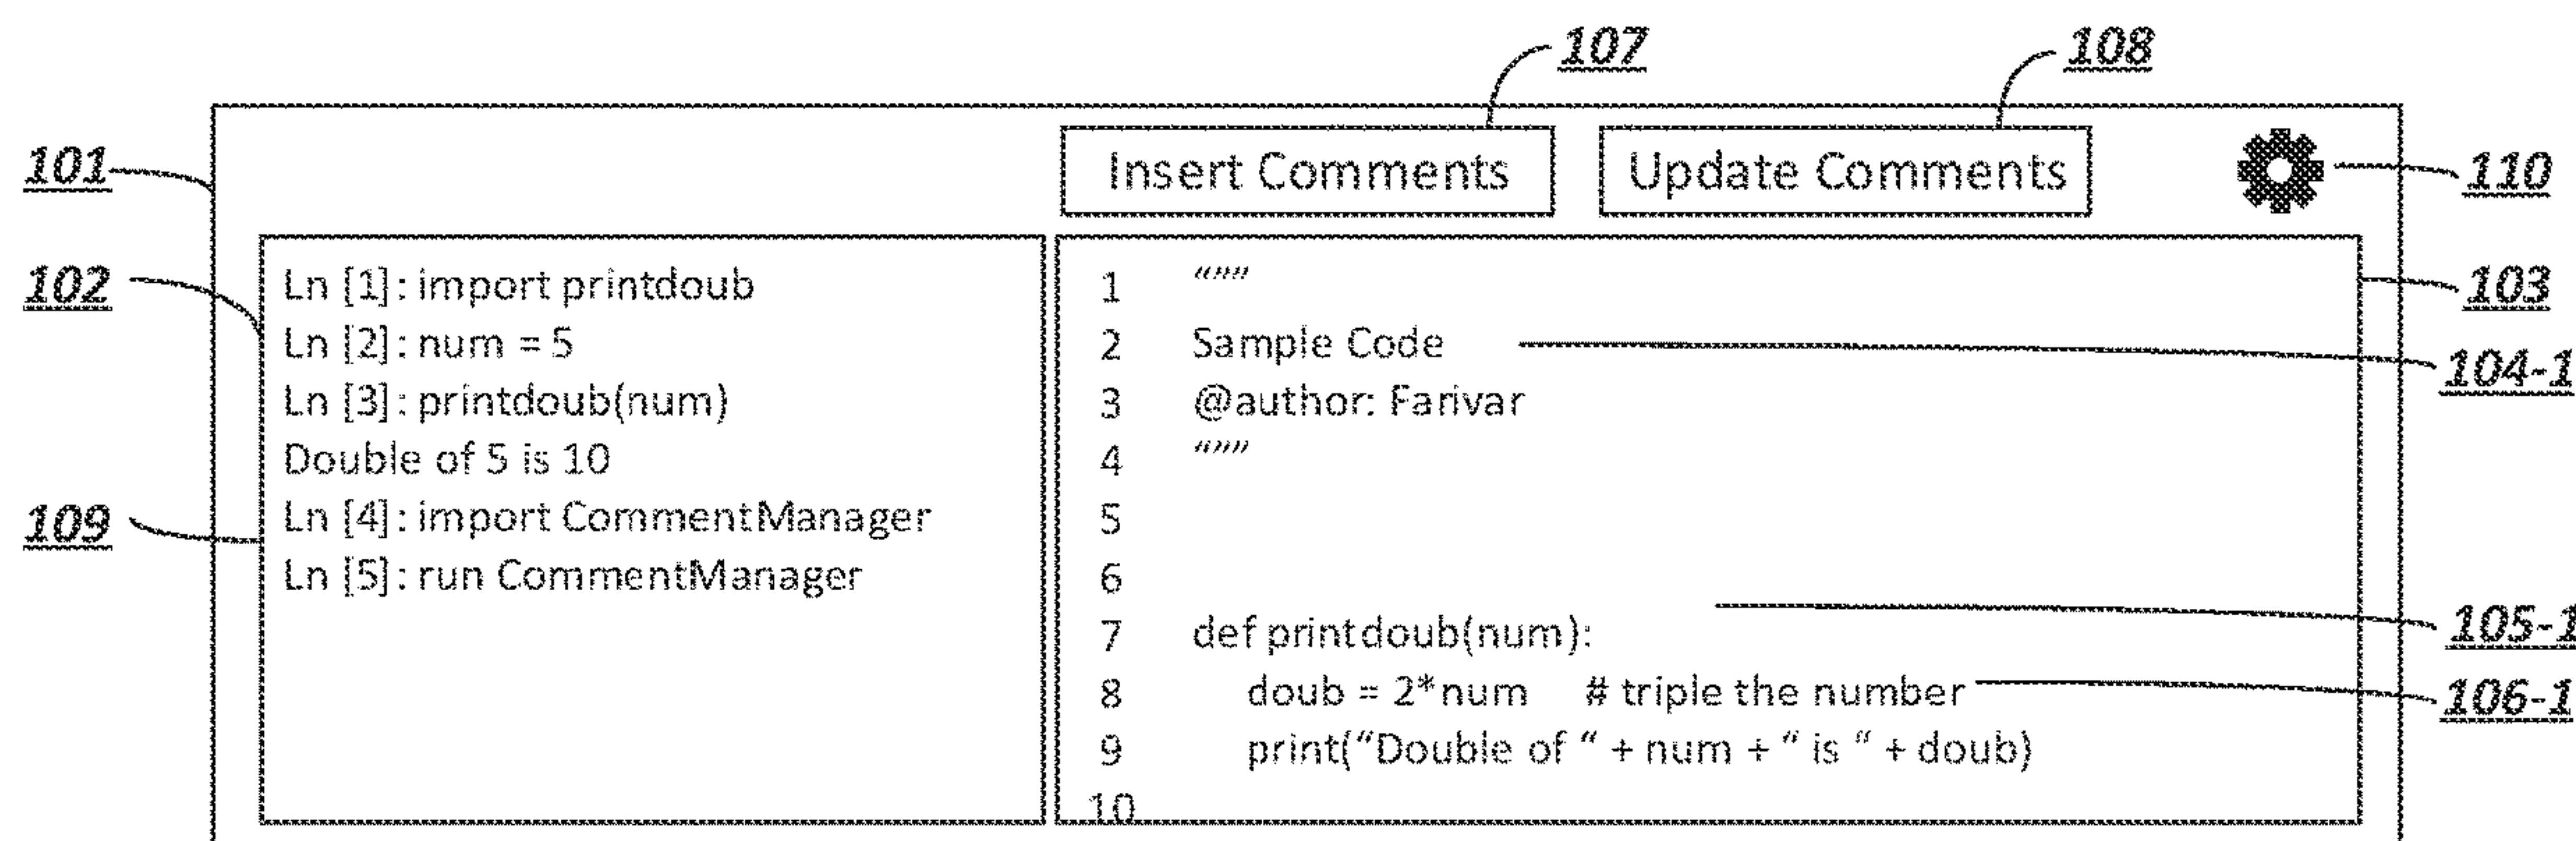 107 108
101 Insert Comments Update Comments 110
102 103
Ln [1]: import printdoub
Ln [2]: num = 5
Ln [3]: printdoub(num)
Double of 5 is 10
109
Ln [4]: import CommentManager
Ln [5]: run CommentManager
1 “””
2 Sample Code 104-1
3 @author: Farivar
4 “””
5
6
105-1
7 def printdoub(num):
8 doub = 2*num # triple the number 106-1
9 print(“Double of “ + num + “ is “ + doub)
10